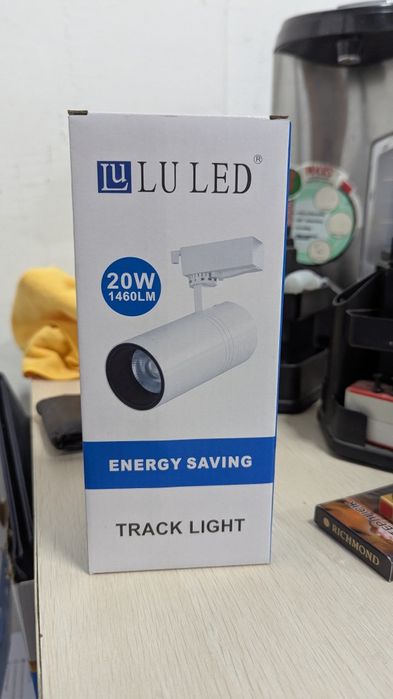 LU LU LED®
20W
1460LM
ENERGY SAVING
TRACK LIGHT
RICHMOND